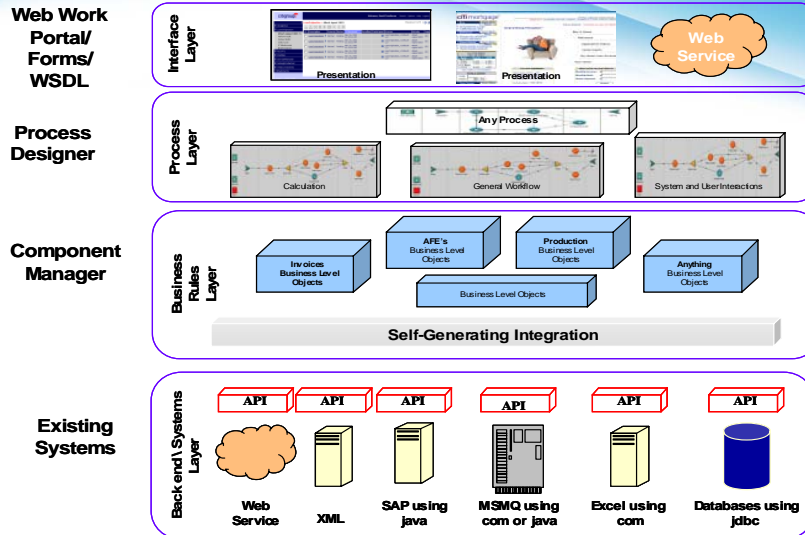 Web Work
Portal/
Forms/
WSDL
Interface
Layer
Presentation
citimortgage
Presentation
Web
Service
Process
Designer
Process
Layer
Any Process
Calculation
General Workflow
System and User Interactions
Component
Manager
Business
Rules
Layer
Invoices
Business Level
Objects
AFE's
Business Level
Objects
Production
Business Level
Objects
Anything
Business Level
Objects
Business Level Objects
Self-Generating Integration
Existing
Systems
Back end \ Systems
Layer
API
API
API
API
API
API
Web
Service
XML
SAP using
java
MSMQ using
com or java
Excel using
com
Databases using
jdbc